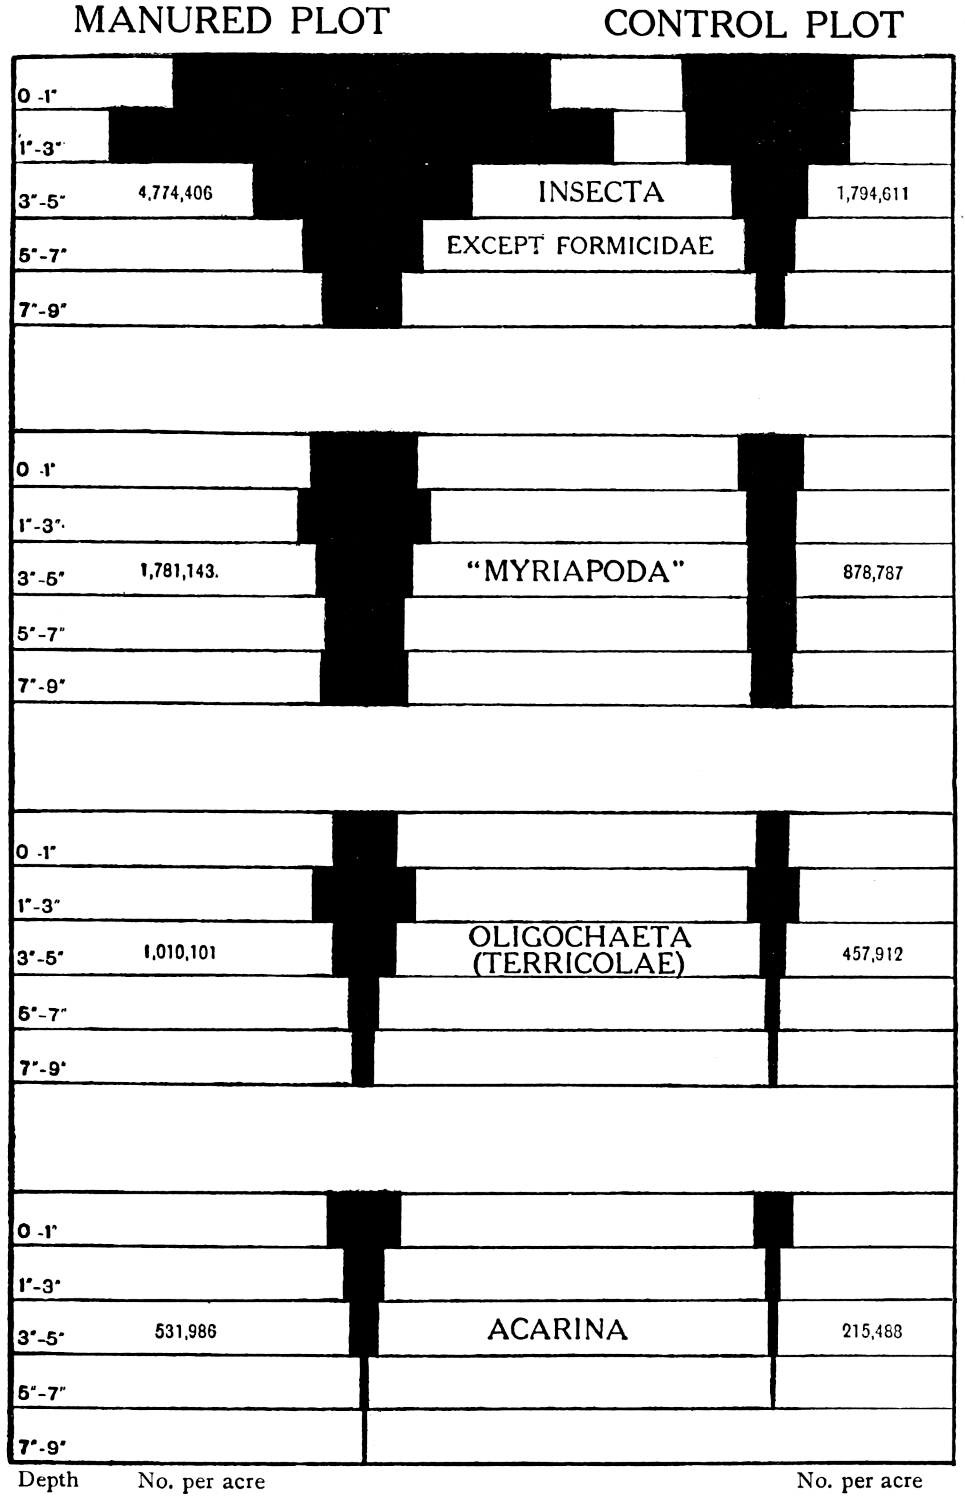 MANURED PLOT CONTROL PLOT
0 -1"
1"-3"
3"-5" 4,774,406 INSECTA 1,794,611
5"-7" EXCEPT FORMICIDAE
7"-9"
0 -1"
1"-3"
3"-5" 1,781,143. "MYRIAPODA" 878,787
5"-7"
7"-9"
0 -1"
1"-3"
OLIGOCHAETA
3"-5" 1,010,101 (TERRICOLAE) 457,912
5"-7"
7"-9"
0 -1"
1"-3"
3"-5" 531,986 ACARINA 215,488
5"-7"
7"-9"
Depth No. per acre No. per acre